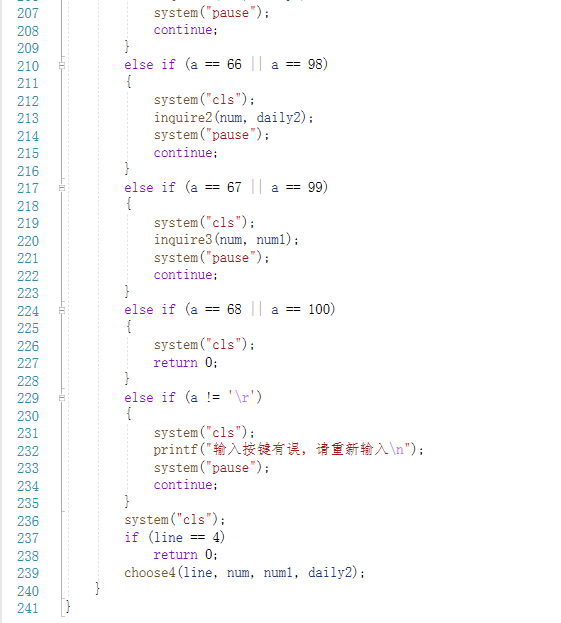 207 system("pause");
208 continue;
209 }
210 else if (a == 66 || a == 98)
211 {
212 system("cls");
213 inquire2(num, daily2);
214 system("pause");
215 continue;
216 }
217 else if (a == 67 || a == 99)
218 {
219 system("cls");
220 inquire3(num, num1);
221 system("pause");
222 continue;
223 }
224 else if (a == 68 || a == 100)
225 {
226 system("cls");
227 return 0;
228 }
229 else if (a != '\r')
230 {
231 system("cls");
232 printf("输入按键有误，请重新输入\n");
233 system("pause");
234 continue;
235 }
236 system("cls");
237 if (line == 4)
238 return 0;
239 choose4(line, num, num1, daily2);
240 }
241 }